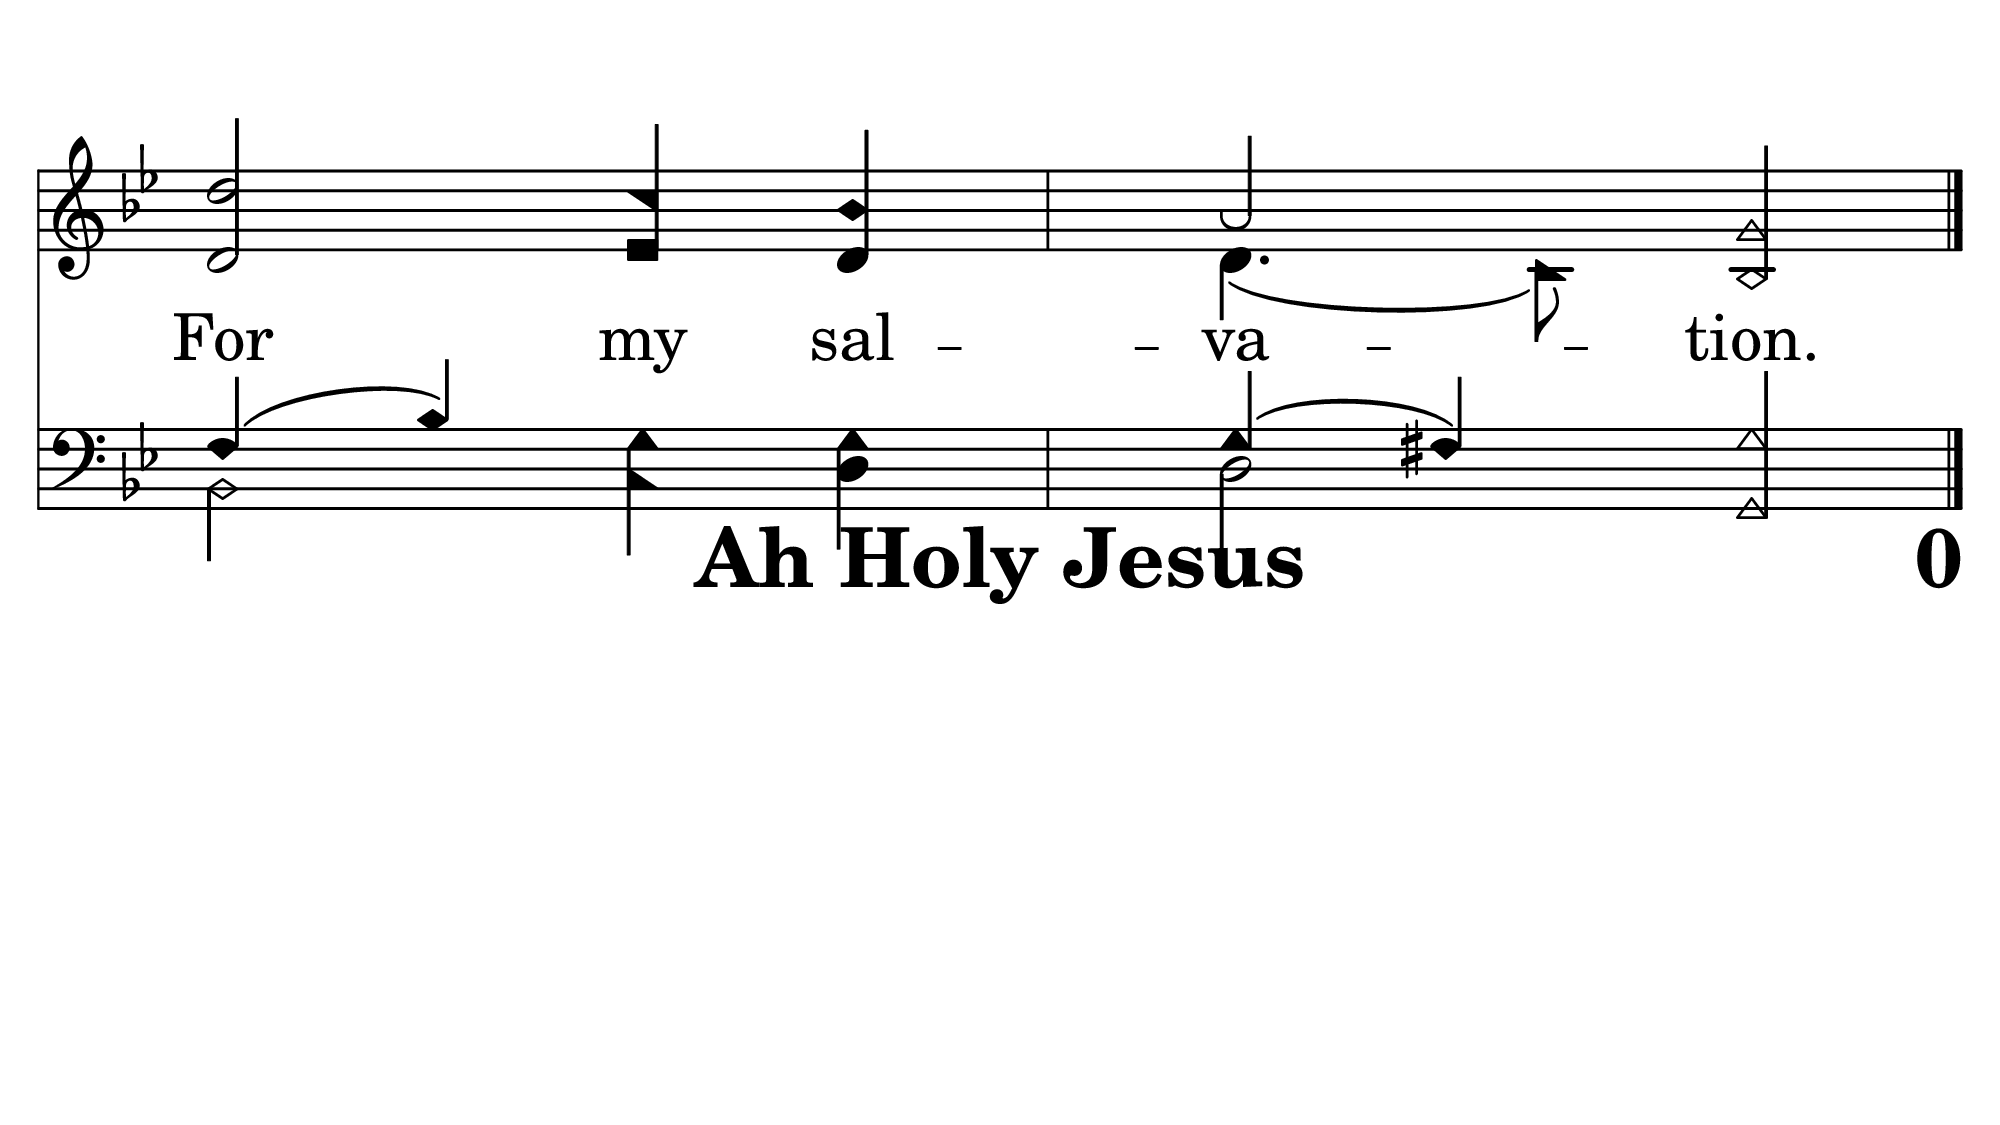 For my sal – – va – – tion.
Ah Holy Jesus 0